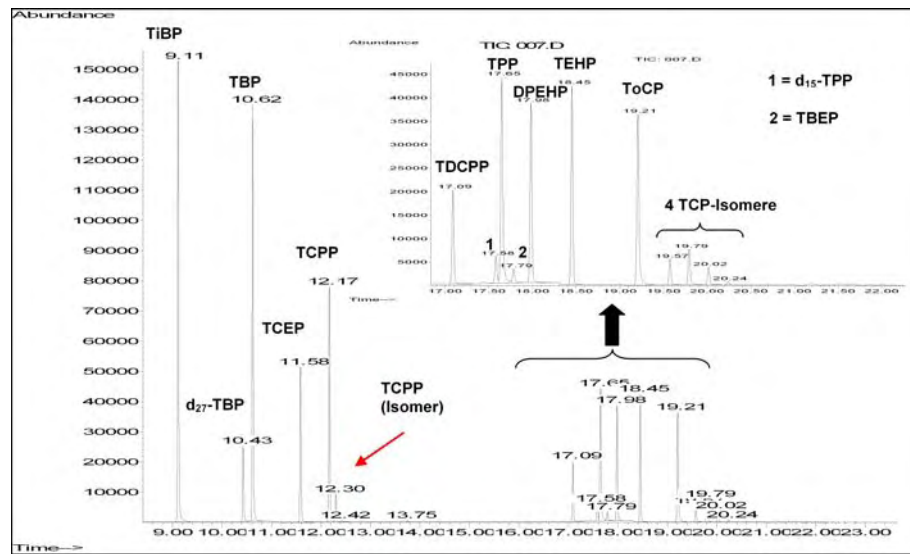 Abundance
TiBP
9.11
TBP
10.62
150000
140000
130000
120000
110000
100000
90000
80000
70000
60000
50000
40000
30000
20000
10000
TCPP
12.17
TCEP
11.58
d27-TBP
10.43
TCPP
(Isomer)
12.30
12.42
13.75
Abundance
TIC: 007.D
TIC: 007.D
45000
40000
35000
30000
25000
20000
15000
10000
5000
TPP
17.65
DPEHP
17.98
TEHP
18.45
ToCP
19.21
1 = d15-TPP
2 = TBEP
TDCPP
17.09
1
17.58
2
17.79
4 TCP-Isomere
19.57
19.79
20.02
20.24
17.00 17.50 18.00 18.50 19.00 19.50 20.00 20.50 21.00 21.50 22.00
Time-->
17.65
18.45
17.98
19.21
17.09
17.58
17.79
19.79
20.02
20.24
9.00 10.00 11.00 12.00 13.00 14.00 15.00 16.00 17.00 18.00 19.00 20.00 21.00 22.00 23.00
Time-->